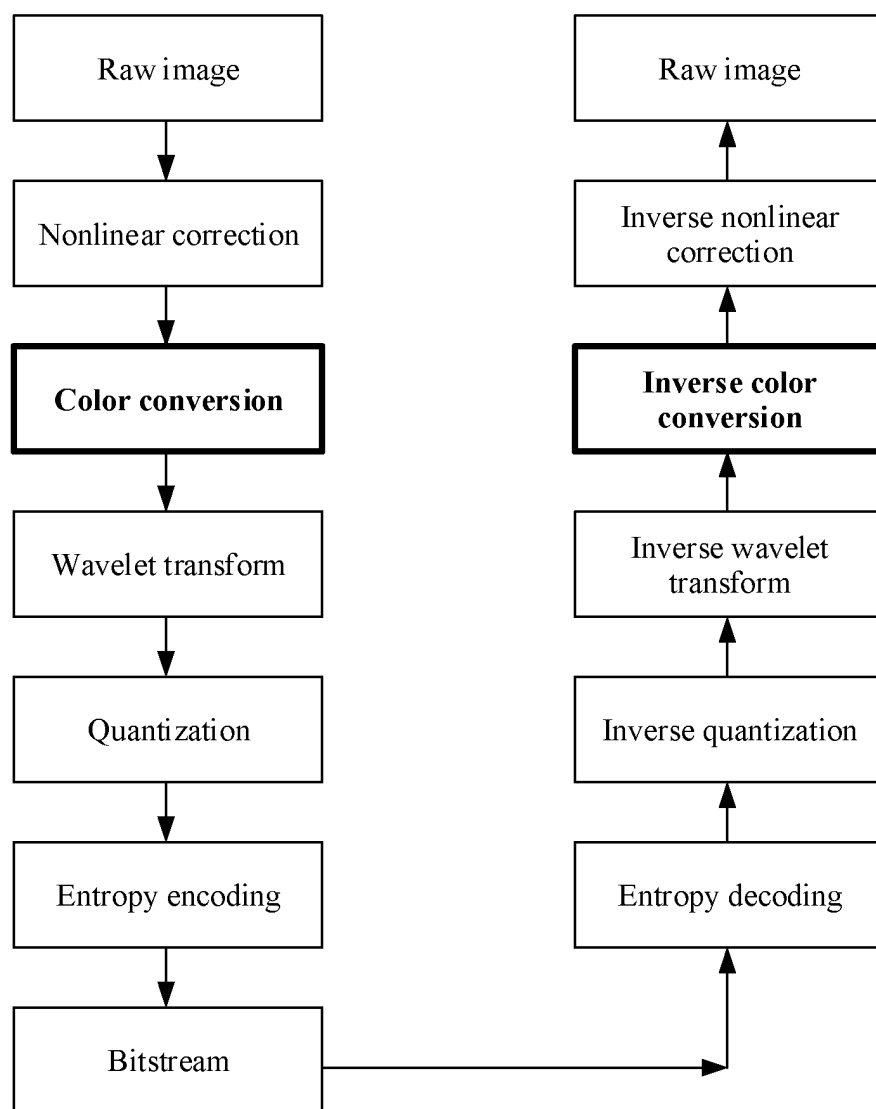 Raw image
Nonlinear correction
Color conversion
Wavelet transform
Quantization
Entropy encoding
Bitstream
Raw image
Inverse nonlinear
correction
Inverse color
conversion
Inverse wavelet
transform
Inverse quantization
Entropy decoding